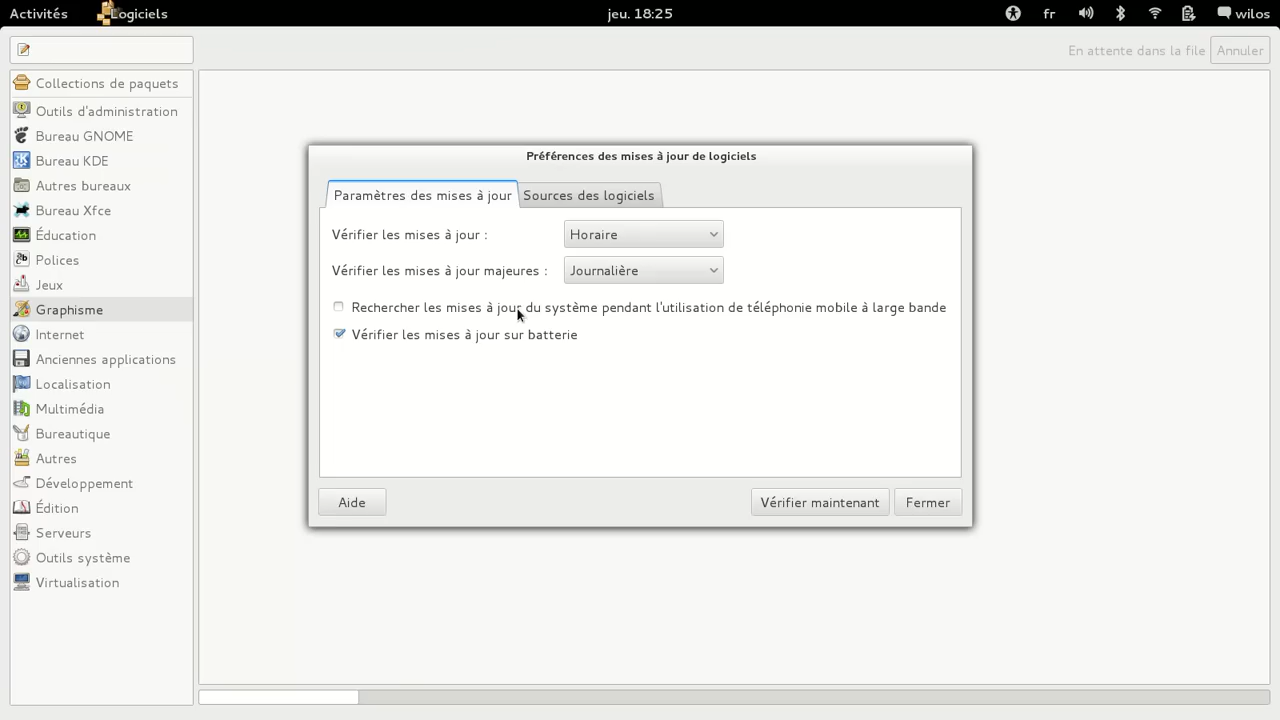 Activités
Logiciels
jeu. 18:25
fr
wilos
En attente dans la file
Annuler
Collections de paquets
Outils d'administration
Bureau GNOME
Bureau KDE
Autres bureaux
Bureau Xfce
Éducation
Polices
Jeux
Graphisme
Internet
Anciennes applications
Localisation
Multimédia
Bureautique
Autres
Développement
Édition
Serveurs
Outils système
Virtualisation
Préférences des mises à jour de logiciels
Paramètres des mises à jour
Sources des logiciels
Vérifier les mises à jour :
Horaire
Vérifier les mises à jour majeures :
Journalière
Rechercher les mises à jour du système pendant l'utilisation de téléphonie mobile à large bande
Vérifier les mises à jour sur batterie
Aide
Vérifier maintenant
Fermer